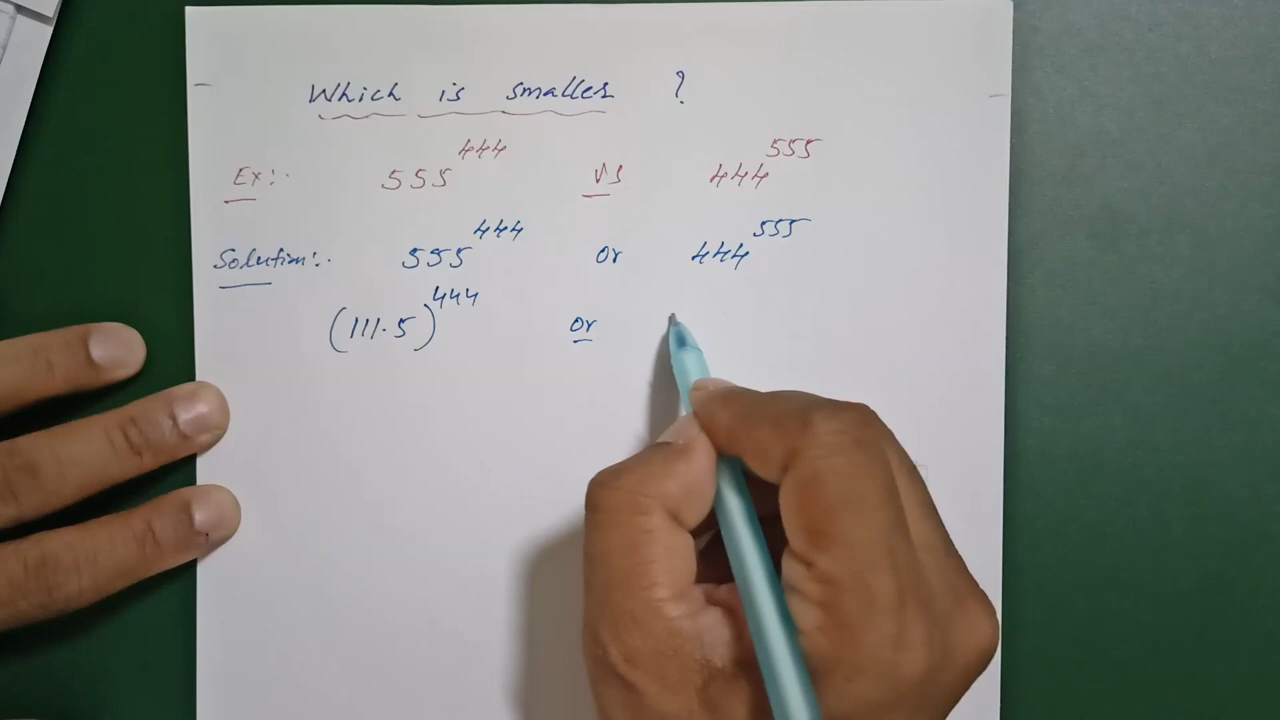 Which is smaller ?
Ex:- 555^444 vs 444^555
Solution:- 555^444 or 444^555
(111.5)^444 or